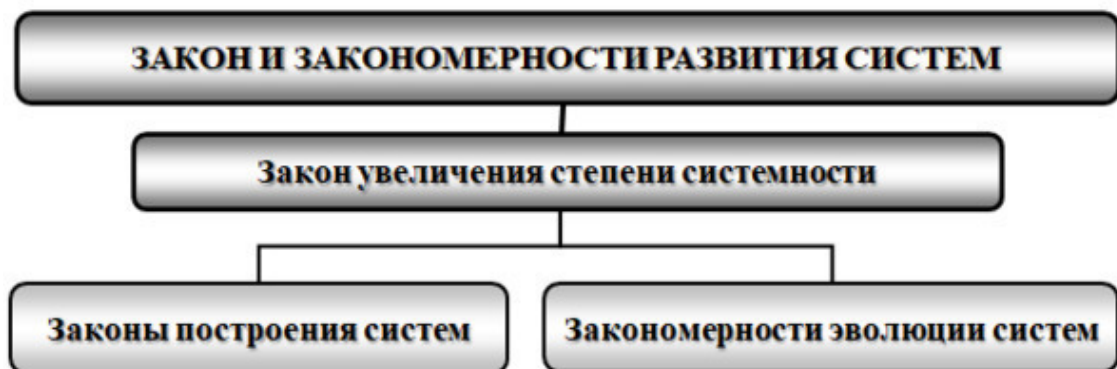 ЗАКОН И ЗАКОНОМЕРНОСТИ РАЗВИТИЯ СИСТЕМ
Закон увеличения степени системности
Законы построения систем
Закономерности эволюции систем